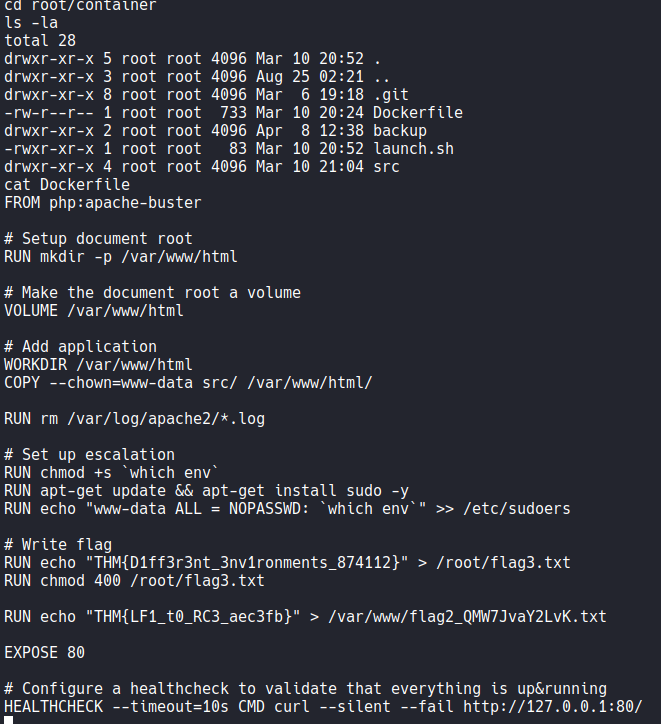 cd root/container
ls -la
total 28
drwxr-xr-x 5 root root 4096 Mar 10 20:52 .
drwxr-xr-x 3 root root 4096 Aug 25 02:21 ..
drwxr-xr-x 8 root root 4096 Mar  6 19:18 .git
-rw-r--r-- 1 root root  733 Mar 10 20:24 Dockerfile
drwxr-xr-x 2 root root 4096 Apr  8 12:38 backup
-rwxr-xr-x 1 root root   83 Mar 10 20:52 launch.sh
drwxr-xr-x 4 root root 4096 Mar 10 21:04 src
cat Dockerfile
FROM php:apache-buster

# Setup document root
RUN mkdir -p /var/www/html

# Make the document root a volume
VOLUME /var/www/html

# Add application
WORKDIR /var/www/html
COPY --chown=www-data src/ /var/www/html/

RUN rm /var/log/apache2/*.log

# Set up escalation
RUN chmod +s `which env`
RUN apt-get update && apt-get install sudo -y
RUN echo "www-data ALL = NOPASSWD: `which env`" >> /etc/sudoers

# Write flag
RUN echo "THM{D1ff3r3nt_3nv1ronments_874112}" > /root/flag3.txt
RUN chmod 400 /root/flag3.txt

RUN echo "THM{LF1_t0_RC3_aec3fb}" > /var/www/flag2_QMW7JvaY2LvK.txt

EXPOSE 80

# Configure a healthcheck to validate that everything is up&running
HEALTHCHECK --timeout=10s CMD curl --silent --fail http://127.0.0.1:80/